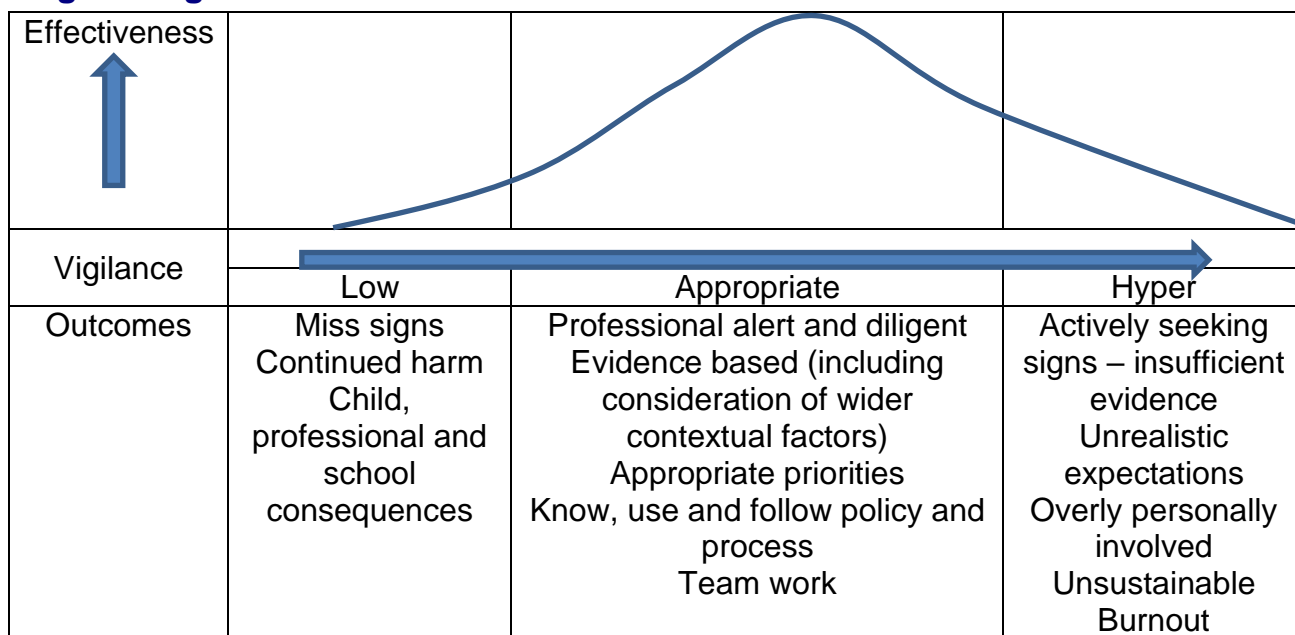 Effectiveness
Vigilance
Low
Appropriate
Hyper
Outcomes
Miss signs
Continued harm
Child,
professional and
school
consequences
Professional alert and diligent
Evidence based (including
consideration of wider
contextual factors)
Appropriate priorities
Know, use and follow policy and
process
Team work
Actively seeking
signs – insufficient
evidence
Unrealistic
expectations
Overly personally
involved
Unsustainable
Burnout